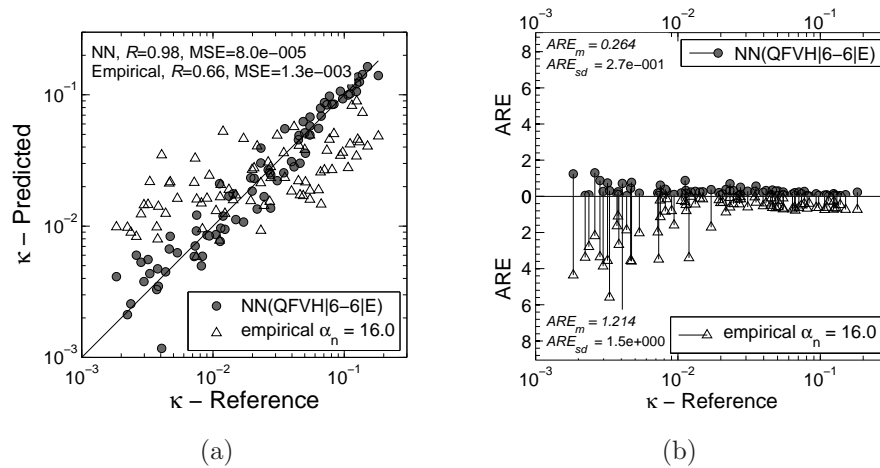 NN, R=0.98, MSE=8.0e-005
Empirical, R=0.66, MSE=1.3e-003
10⁻¹
10⁻²
10⁻³
κ − Predicted
NN(QFVH|6−6|E)
empirical αₙ = 16.0
10⁻³ 10⁻² 10⁻¹
κ − Reference
(a)
10⁻³ 10⁻² 10⁻¹
AREₘ = 0.264
ARE_sd = 2.7e−001
NN(QFVH|6−6|E)
8
6
4
2
0
2
4
6
8
ARE
ARE
AREₘ = 1.214
ARE_sd = 1.5e+000
empirical αₙ = 16.0
10⁻³ 10⁻² 10⁻¹
κ − Reference
(b)